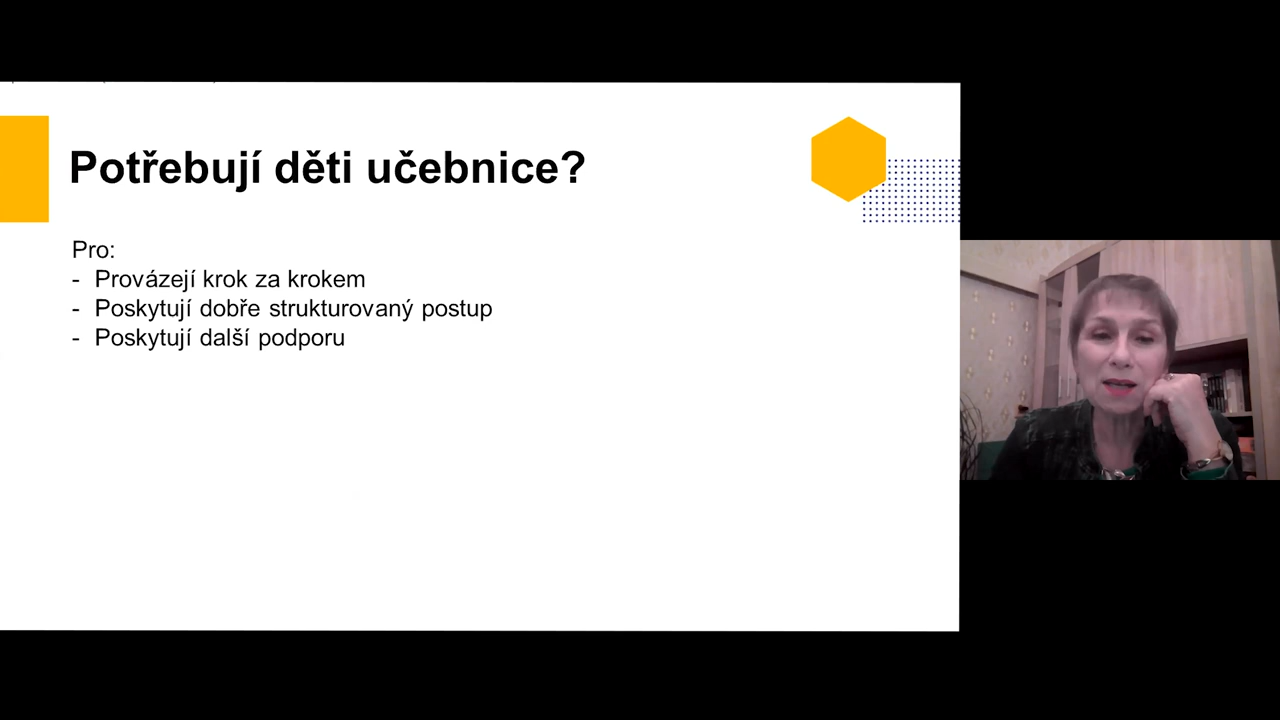 Potřebují děti učebnice?
Pro:
- Provázejí krok za krokem
- Poskytují dobře strukturovaný postup
- Poskytují další podporu